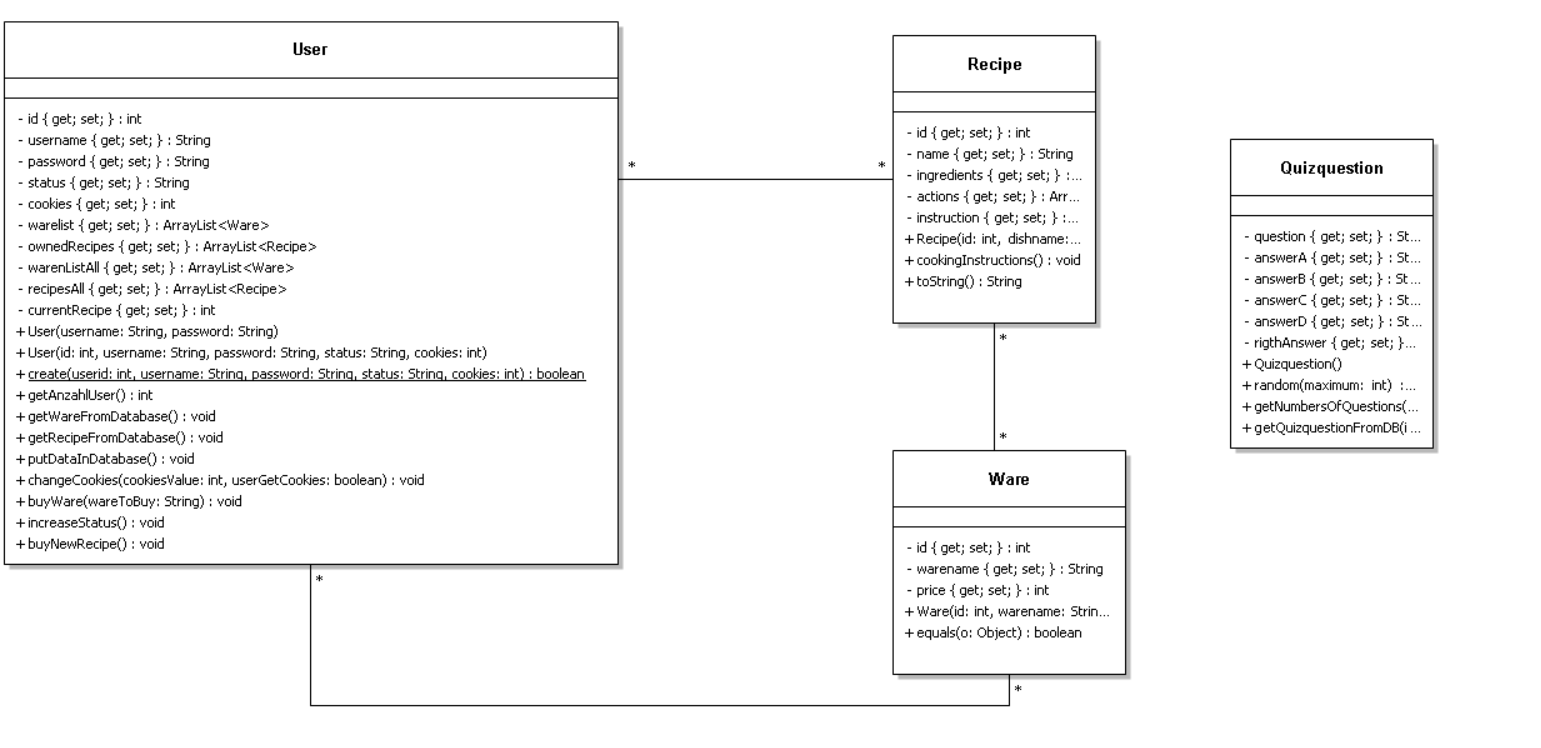 User
- id { get; set; } : int
- username { get; set; } : String
- password { get; set; } : String
- status { get; set; } : String
- cookies { get; set; } : int
- warelist { get; set; } : ArrayList<Ware>
- ownedRecipes { get; set; } : ArrayList<Recipe>
- warenListAll { get; set; } : ArrayList<Ware>
- recipesAll { get; set; } : ArrayList<Recipe>
- currentRecipe { get; set; } : int
+ User(username: String, password: String)
+ User(id: int, username: String, password: String, status: String, cookies: int)
+ create(userid: int, username: String, password: String, status: String, cookies: int) : boolean
+ getAnzahlUser() : int
+ getWareFromDatabase() : void
+ getRecipeFromDatabase() : void
+ putDataInDatabase() : void
+ changeCookies(cookiesValue: int, userGetCookies: boolean) : void
+ buyWare(wareToBuy: String) : void
+ increaseStatus() : void
+ buyNewRecipe() : void
*
*
*
Recipe
- id { get; set; } : int
- name { get; set; } : String
- ingredients { get; set; } :...
- actions { get; set; } : Arr...
- instruction { get; set; } :...
+ Recipe(id: int, dishname:...
+ cookingInstructions() : void
+ toString() : String
*
*
Ware
- id { get; set; } : int
- warename { get; set; } : String
- price { get; set; } : int
+ Ware(id: int, warename: Strin...
+ equals(o: Object) : boolean
*
Quizquestion
- question { get; set; } : St...
- answerA { get; set; } : St...
- answerB { get; set; } : St...
- answerC { get; set; } : St...
- answerD { get; set; } : St...
- rigthAnswer { get; set; }...
+ Quizquestion()
+ random(maximum: int) :...
+ getNumbersOfQuestions(...
+ getQuizquestionFromDB(i...